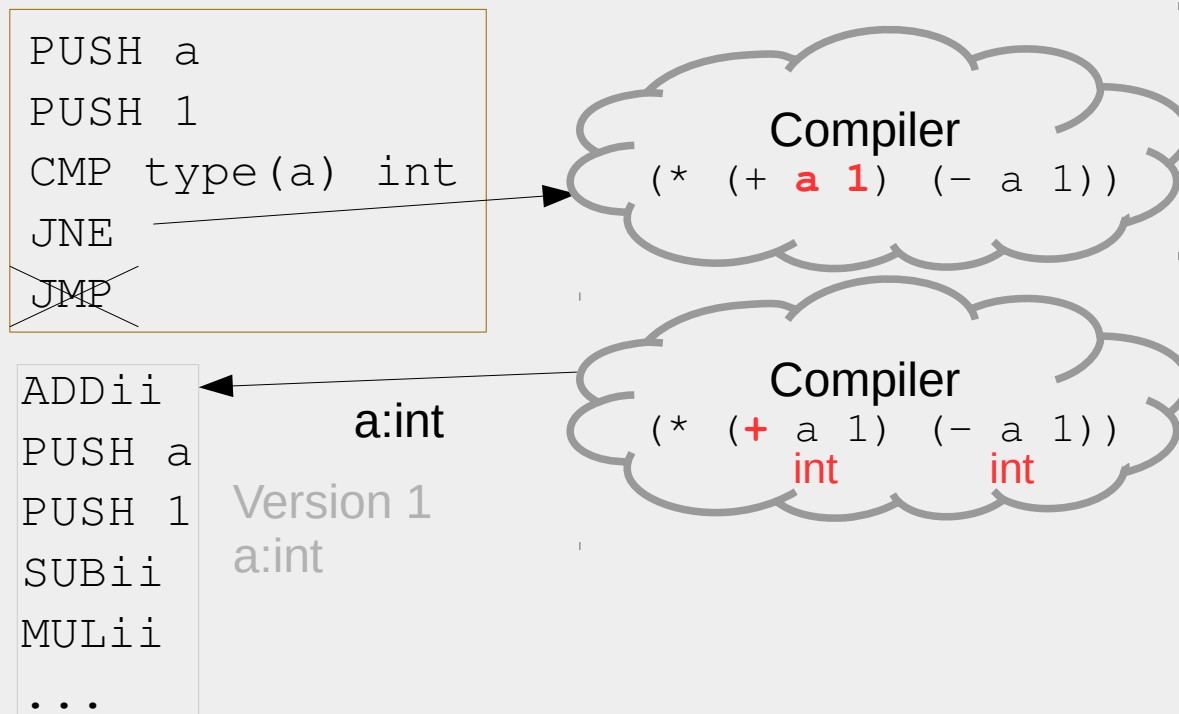 PUSH a
PUSH 1
CMP type(a) int
JNE
JMP
Compiler
(* (+ a 1) (- a 1))
ADDii
PUSH a
PUSH 1
SUBii
MULii
...
a:int
Version 1
a:int
Compiler
(* (+ a 1) (- a 1))
int int